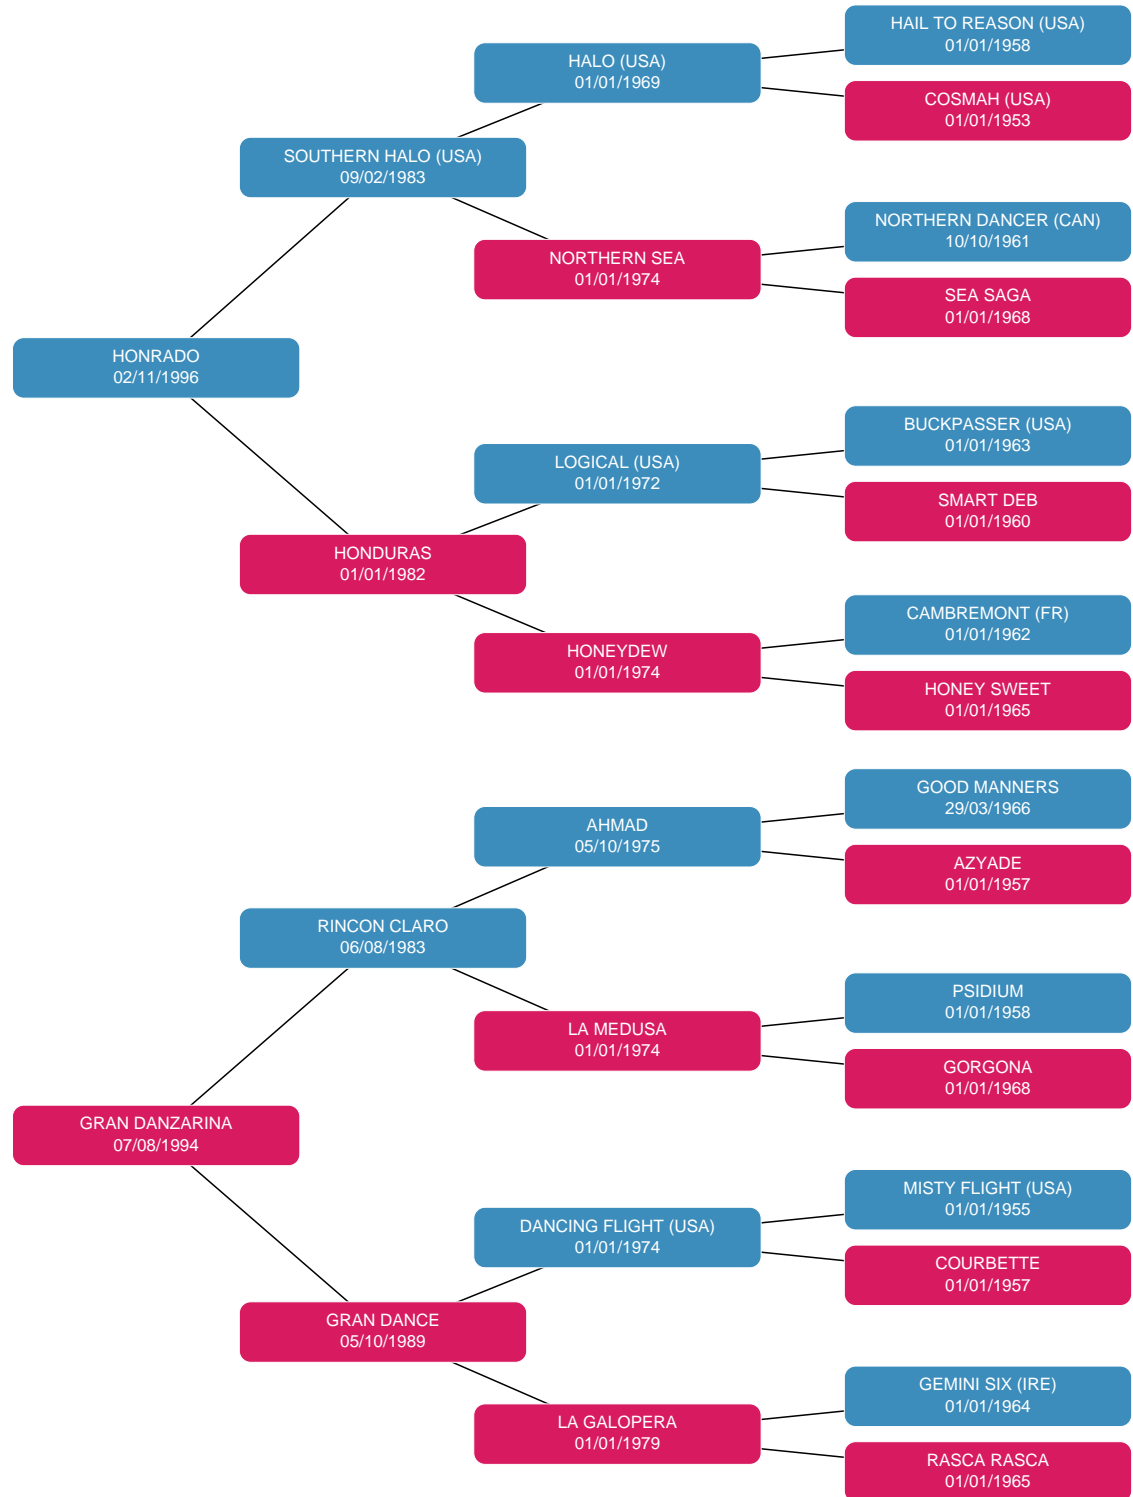 HAIL TO REASON (USA)
01/01/1958
HALO (USA)
01/01/1969
COSMAH (USA)
01/01/1953
SOUTHERN HALO (USA)
09/02/1983
NORTHERN DANCER (CAN)
10/10/1961
NORTHERN SEA
01/01/1974
SEA SAGA
01/01/1968
HONRADO
02/11/1996
BUCKPASSER (USA)
01/01/1963
LOGICAL (USA)
01/01/1972
SMART DEB
01/01/1960
HONDURAS
01/01/1982
CAMBREMONT (FR)
01/01/1962
HONEYDEW
01/01/1974
HONEY SWEET
01/01/1965
GOOD MANNERS
29/03/1966
AHMAD
05/10/1975
AZYADE
01/01/1957
RINCON CLARO
06/08/1983
PSIDIUM
01/01/1958
LA MEDUSA
01/01/1974
GORGONA
01/01/1968
GRAN DANZARINA
07/08/1994
MISTY FLIGHT (USA)
01/01/1955
DANCING FLIGHT (USA)
01/01/1974
COURBETTE
01/01/1957
GRAN DANCE
05/10/1989
GEMINI SIX (IRE)
01/01/1964
LA GALOPERA
01/01/1979
RASCA RASCA
01/01/1965